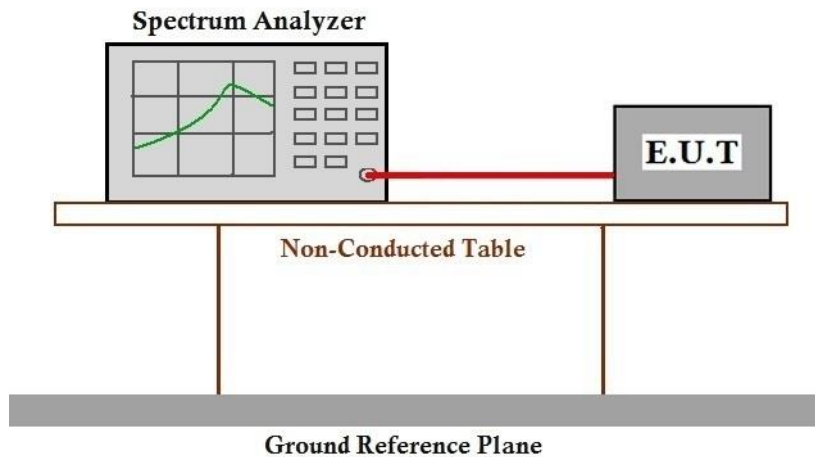 Spectrum Analyzer
E.U.T
Non-Conducted Table
Ground Reference Plane